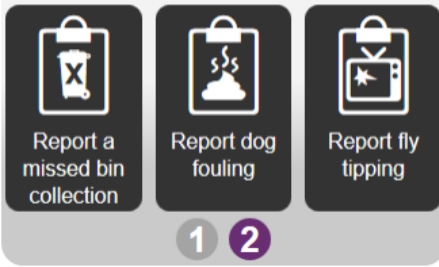 X
Report a
missed bin
collection
Report dog
fouling
Report fly
tipping
1 2